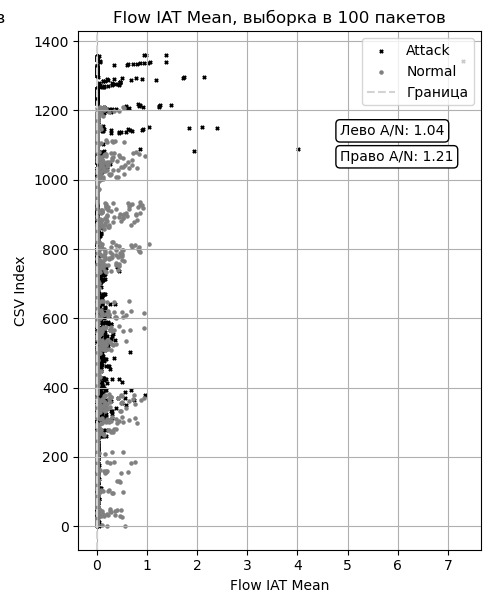 в
Flow IAT Mean, выборка в 100 пакетов
1400
1200
1000
800
600
400
200
0
CSV Index
Attack
Normal
Граница
Лево A/N: 1.04
Право A/N: 1.21
0 1 2 3 4 5 6 7
Flow IAT Mean